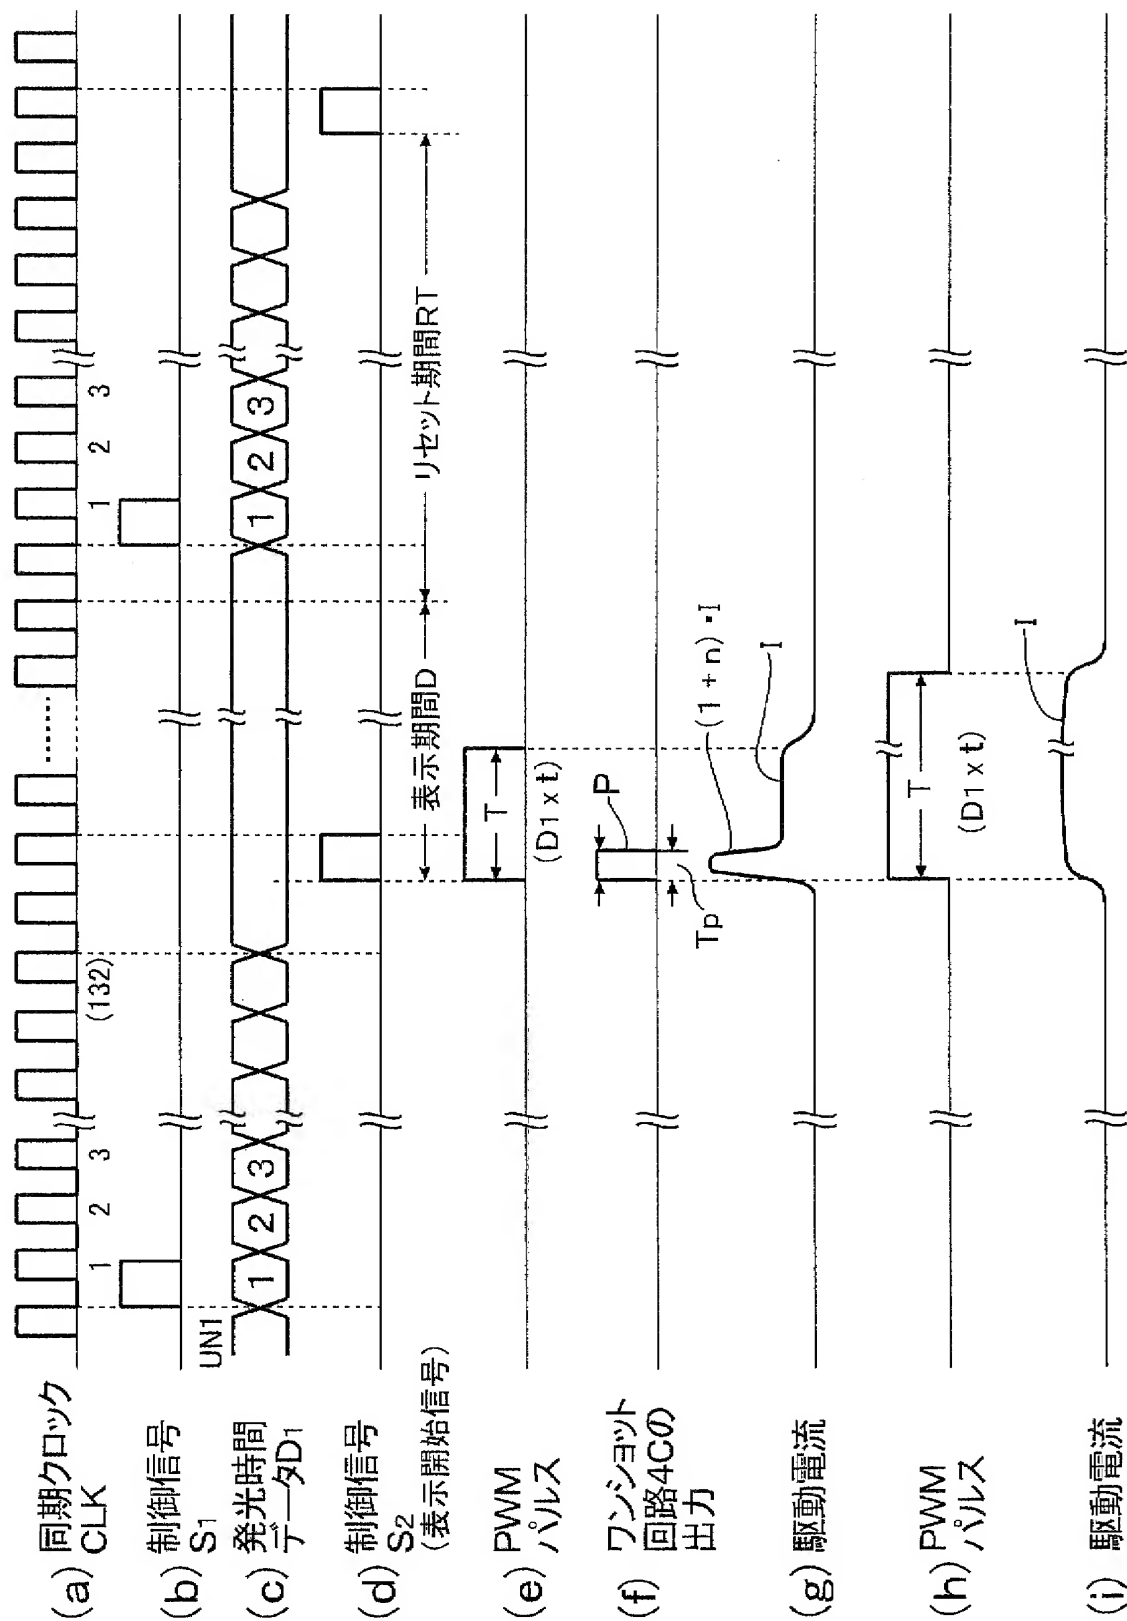 (a) 同期クロック
CLK
1
2
3
(132)
1
2
3
(b) 制御信号
S1
UN1
(c) 発光時間
データD1
1
2
3
1
2
3
(d) 制御信号
S2
(表示開始信号)
表示期間D
リセット期間RT
(e) PWM
パルス
T
(D1xt)
(f) ワンショット
回路4Cの
出力
P
Tp
(g) 駆動電流
(1+n)・I
I
(h) PWM
パルス
T
(D1xt)
(i) 駆動電流
I